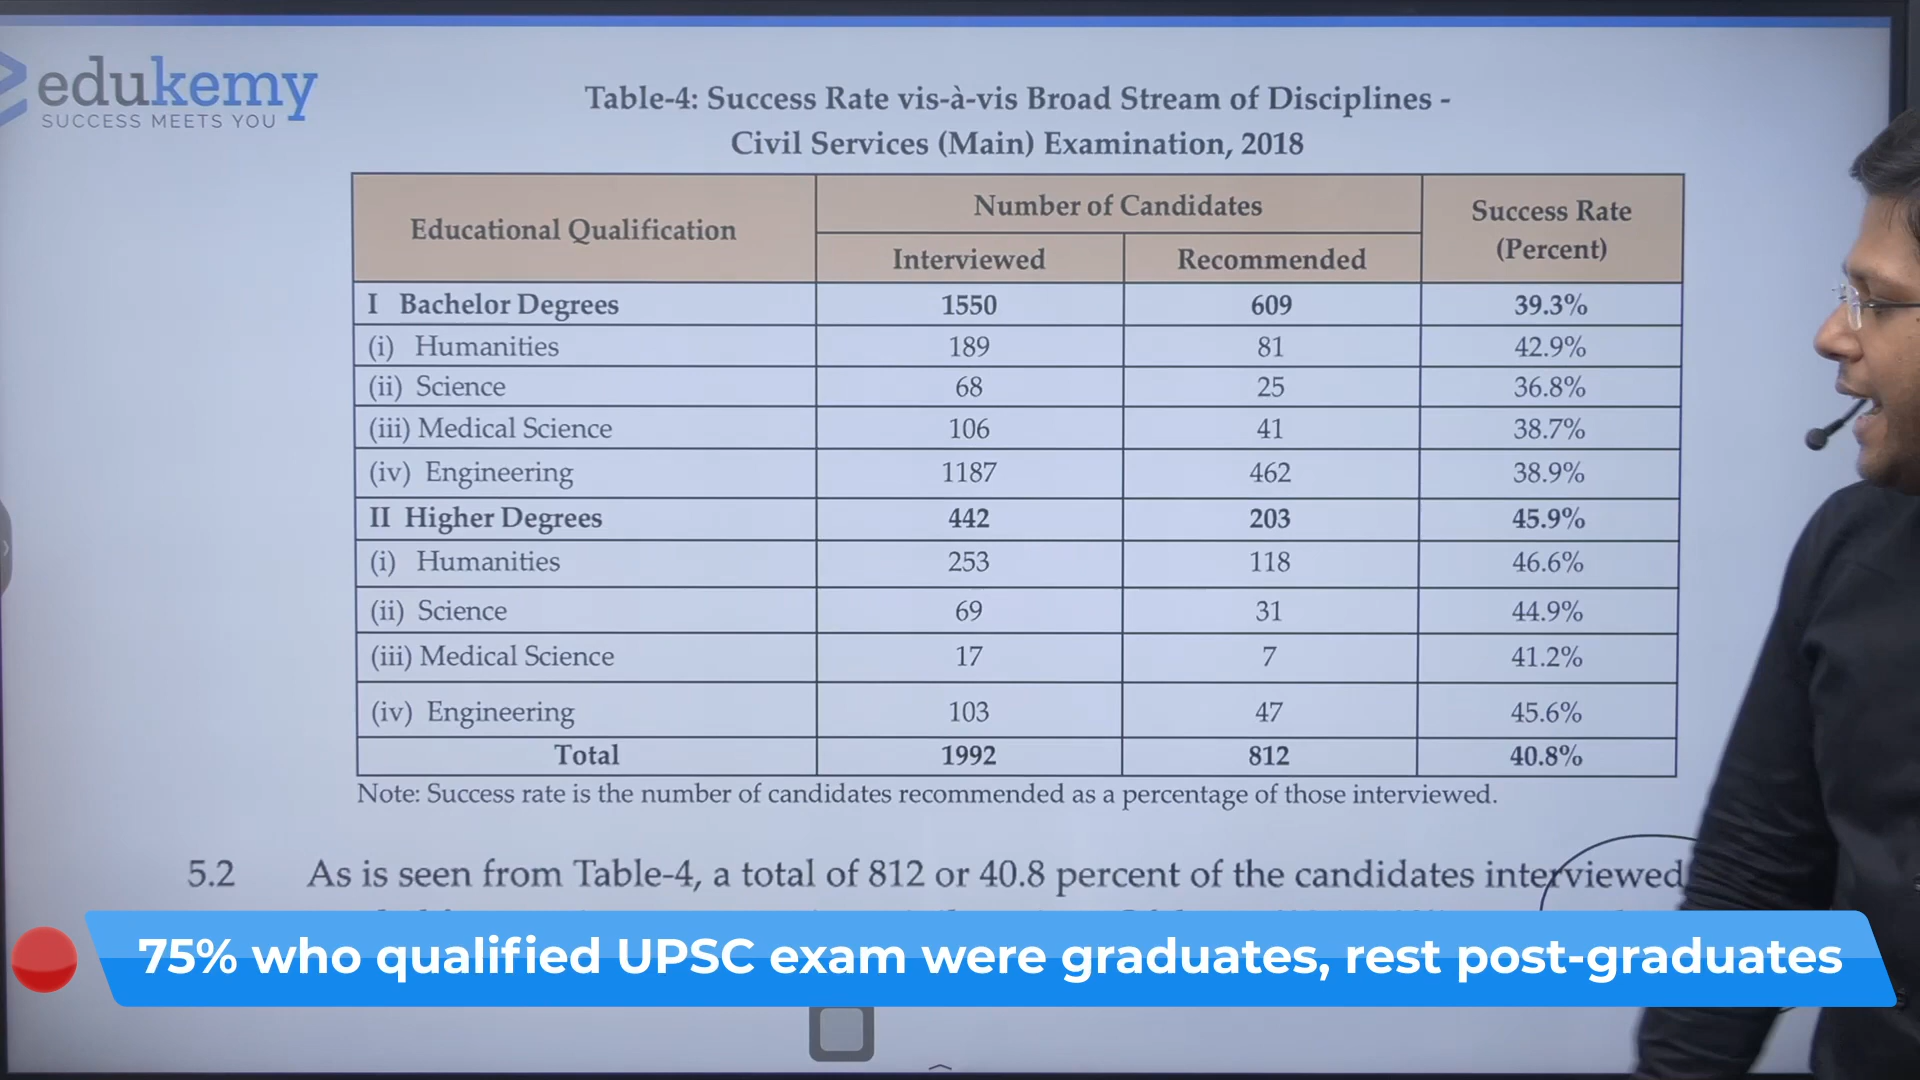 edukemy
SUCCESS MEETS YOU
Table-4: Success Rate vis-à-vis Broad Stream of Disciplines -
Civil Services (Main) Examination, 2018
Educational Qualification Number of Candidates Success Rate (Percent)
Interviewed Recommended
I Bachelor Degrees 1550 609 39.3%
(i) Humanities 189 81 42.9%
(ii) Science 68 25 36.8%
(iii) Medical Science 106 41 38.7%
(iv) Engineering 1187 462 38.9%
II Higher Degrees 442 203 45.9%
(i) Humanities 253 118 46.6%
(ii) Science 69 31 44.9%
(iii) Medical Science 17 7 41.2%
(iv) Engineering 103 47 45.6%
Total 1992 812 40.8%
Note: Success rate is the number of candidates recommended as a percentage of those interviewed.
5.2 As is seen from Table-4, a total of 812 or 40.8 percent of the candidates interviewed
75% who qualified UPSC exam were graduates, rest post-graduates